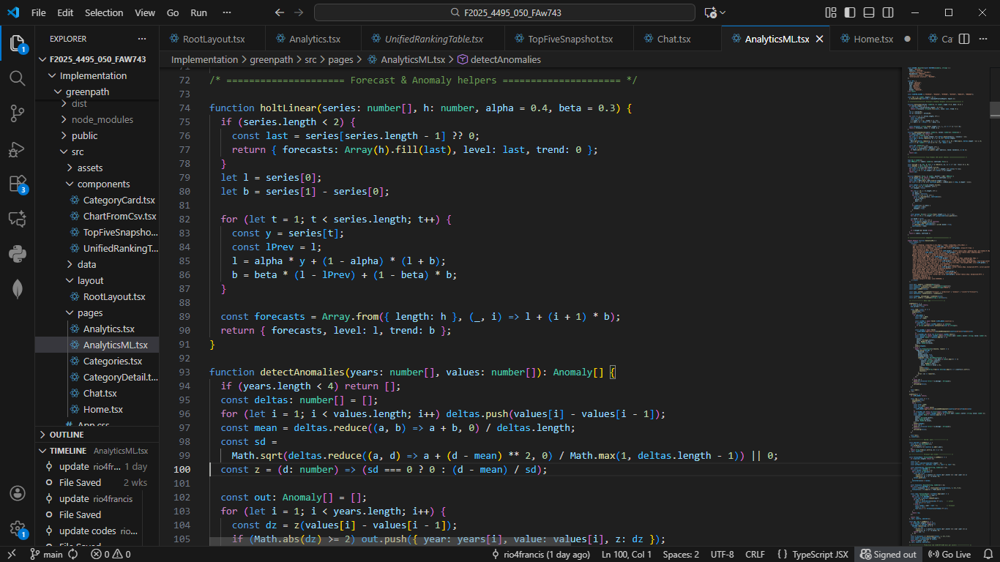 File Edit Selection View Go Run ··· F2025_4495_050_FAw743
EXPLORER ···
RootLayout.tsx Analytics.tsx UnifiedRankingTable.tsx TopFiveSnapshot.tsx Chat.tsx AnalyticsML.tsx Home.tsx Ca
F2025_4495_050_FAW743
Implementation > greenpath > src > pages > AnalyticsML.tsx > detectAnomalies
Implementation
greenpath
dist
node_modules
public
src
assets
components
CategoryCard.tsx
ChartFromCsv.tsx
TopFiveSnapsho...
UnifiedRankingT...
data
layout
RootLayout.tsx
pages
Analytics.tsx
AnalyticsML.tsx
Categories.tsx
CategoryDetail.t...
Chat.tsx
Home.tsx
App.css
OUTLINE
TIMELINE AnalyticsML.tsx
update rio4fr... 1 day
File Saved 2 wks
update rio4francis
File Saved
update codes rio...
File Saved
1
3
1
71
72 /* ===================== Forecast & Anomaly helpers ===================== */
73
74 function holtLinear(series: number[], h: number, alpha = 0.4, beta = 0.3) {
75 if (series.length < 2) {
76 const last = series[series.length - 1] ?? 0;
77 return { forecasts: Array(h).fill(last), level: last, trend: 0 };
78 }
79 let l = series[0];
80 let b = series[1] - series[0];
81
82 for (let t = 1; t < series.length; t++) {
83 const y = series[t];
84 const lPrev = l;
85 l = alpha * y + (1 - alpha) * (l + b);
86 b = beta * (l - lPrev) + (1 - beta) * b;
87 }
88
89 const forecasts = Array.from({ length: h }, (_, i) => l + (i + 1) * b);
90 return { forecasts, level: l, trend: b };
91 }
92
93 function detectAnomalies(years: number[], values: number[]): Anomaly[] {
94 if (years.length < 4) return [];
95 const deltas: number[] = [];
96 for (let i = 1; i < values.length; i++) deltas.push(values[i] - values[i - 1]);
97 const mean = deltas.reduce((a, b) => a + b, 0) / deltas.length;
98 const sd =
99 Math.sqrt(deltas.reduce((a, d) => a + (d - mean) ** 2, 0) / Math.max(1, deltas.length - 1)) || 0;
100 const z = (d: number) => (sd === 0 ? 0 : (d - mean) / sd);
101
102 const out: Anomaly[] = [];
103 for (let i = 1; i < years.length; i++) {
104 const dz = z(values[i] - values[i - 1]);
105 if (Math.abs(dz) >= 2) out.push({ year: years[i], value: values[i], z: dz });
main 0 0 rio4francis (1 day ago) Ln 100, Col 1 Spaces: 2 UTF-8 CRLF { } TypeScript JSX Signed out Go Live